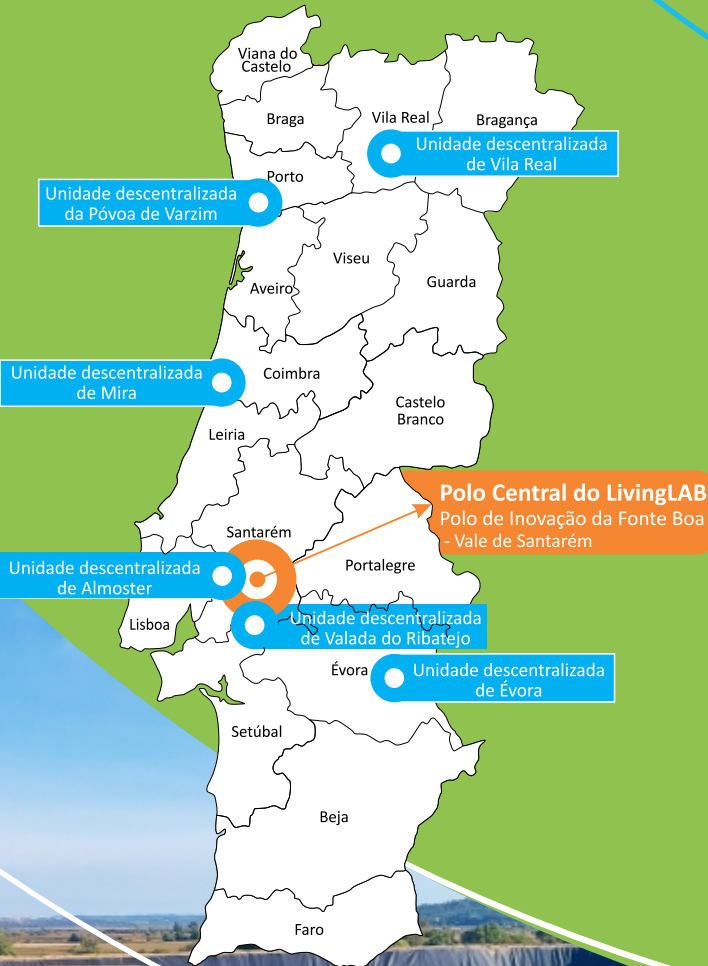 Viana do
Castelo
Braga
Vila Real
Bragança
Unidade descentralizada
de Vila Real
Porto
Unidade descentralizada
da Póvoa de Varzim
Viseu
Aveiro
Guarda
Unidade descentralizada
de Mira
Coimbra
Castelo
Branco
Leiria
Polo Central do LivingLAB
Polo de Inovação da Fonte Boa
- Vale de Santarém
Santarém
Portalegre
Unidade descentralizada
de Almoster
Lisboa
Unidade descentralizada
de Valada do Ribatejo
Évora
Unidade descentralizada
de Évora
Setúbal
Beja
Faro